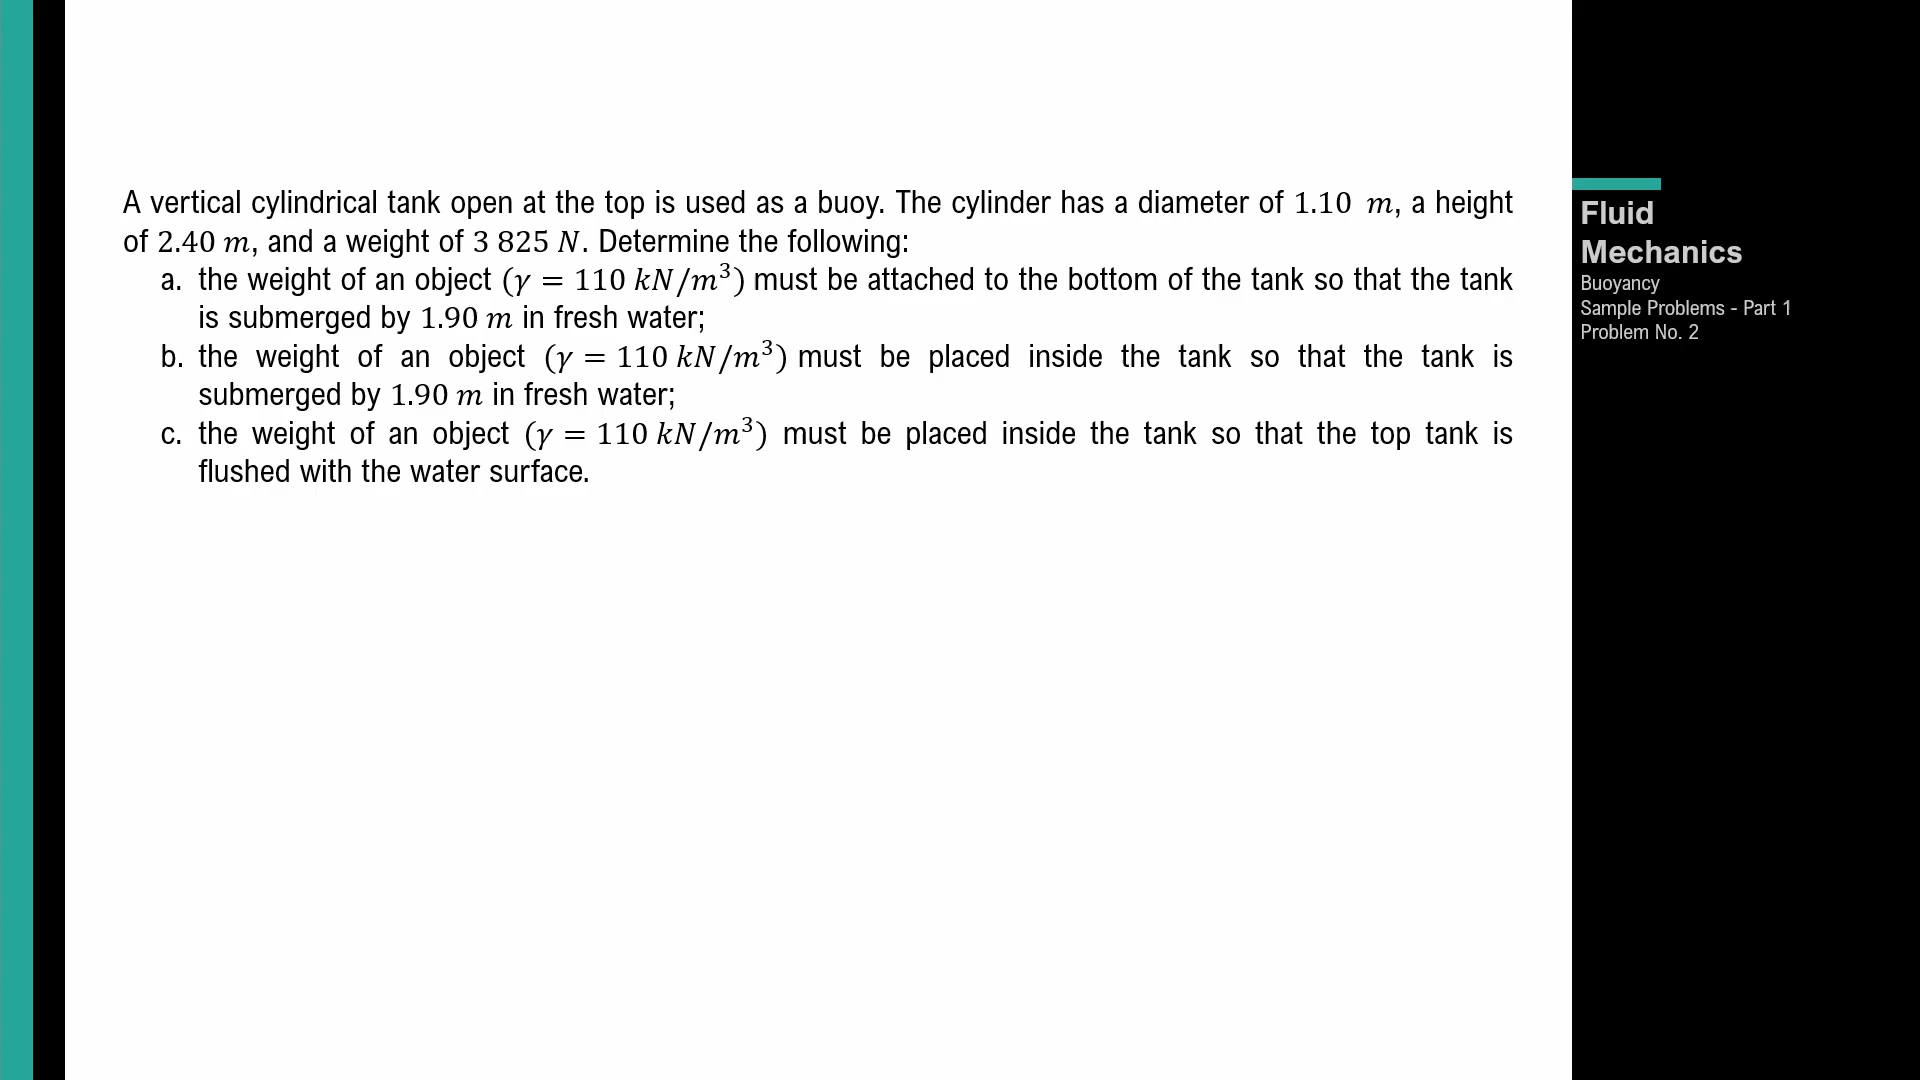 A vertical cylindrical tank open at the top is used as a buoy. The cylinder has a diameter of 1.10 m, a height
of 2.40 m, and a weight of 3 825 N. Determine the following:
a. the weight of an object (γ = 110 kN/m³) must be attached to the bottom of the tank so that the tank
is submerged by 1.90 m in fresh water;
b. the weight of an object (γ = 110 kN/m³) must be placed inside the tank so that the tank is
submerged by 1.90 m in fresh water;
c. the weight of an object (γ = 110 kN/m³) must be placed inside the tank so that the top tank is
flushed with the water surface.
Fluid
Mechanics
Buoyancy
Sample Problems - Part 1
Problem No. 2